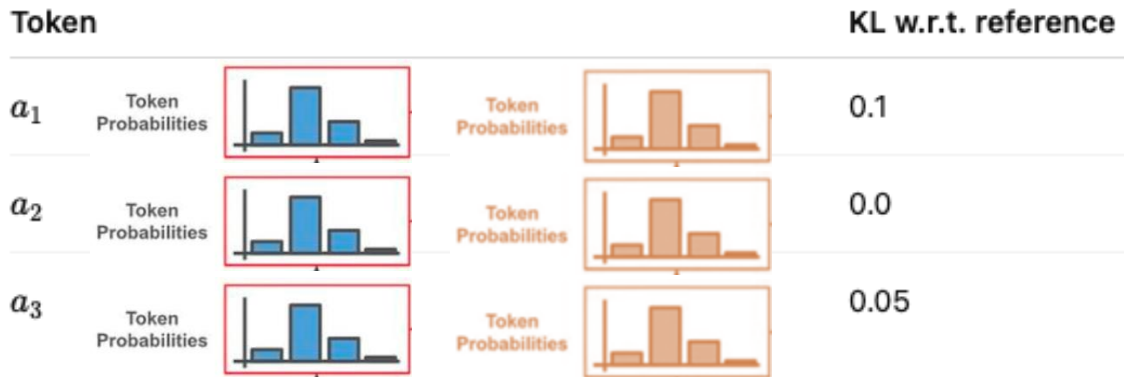 Token KL w.r.t. reference
a₁ Token Probabilities Token Probabilities 0.1
a₂ Token Probabilities Token Probabilities 0.0
a₃ Token Probabilities Token Probabilities 0.05